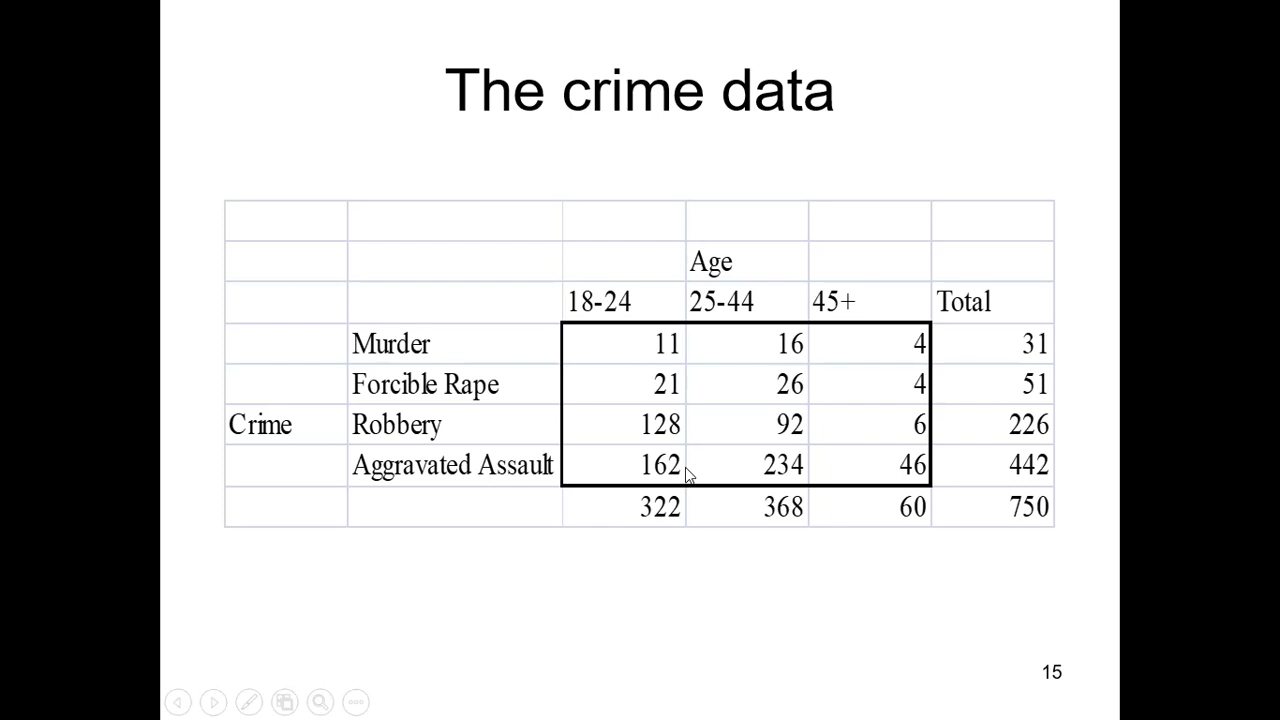 The crime data
Age
18-24 25-44 45+ Total
Murder 11 16 4 31
Forcible Rape 21 26 4 51
Crime Robbery 128 92 6 226
Aggravated Assault 162 234 46 442
322 368 60 750
15